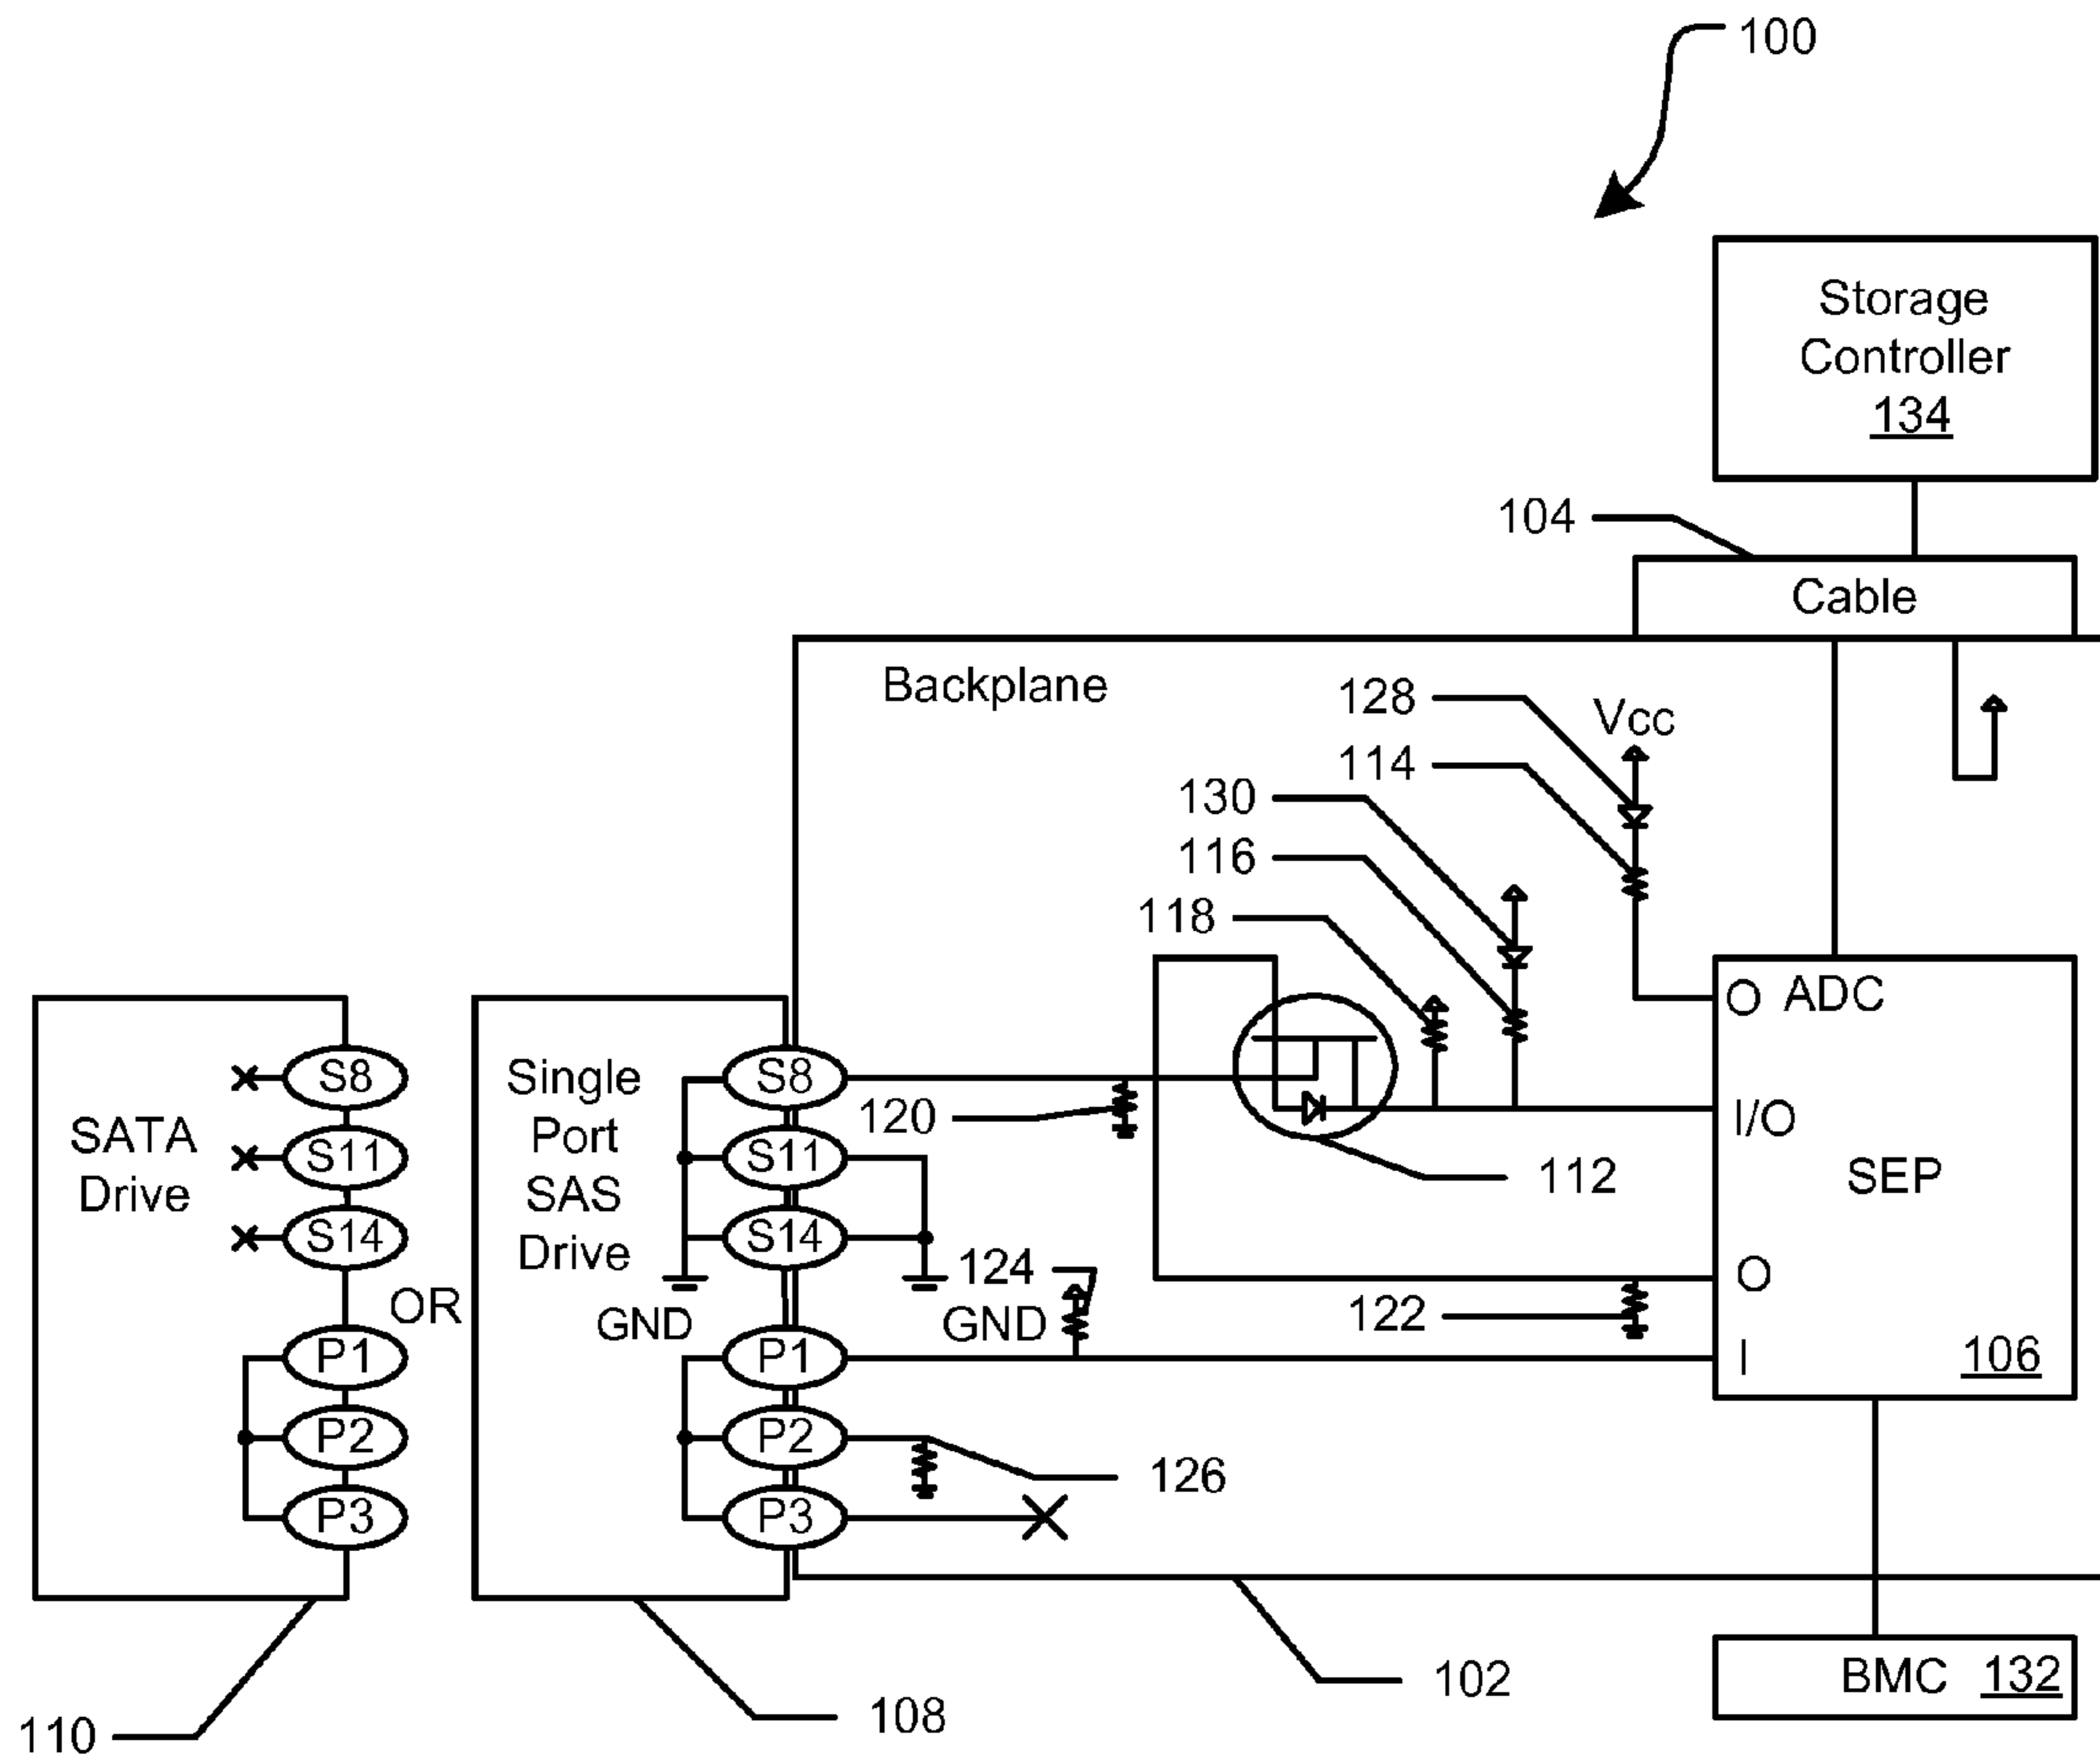 100
Storage
Controller
134
104
Cable
Backplane
128
Vcc
114
130
116
118
O ADC
SATA
Drive
S8
S11
S14
OR
P1
P2
P3
Single
Port
SAS
Drive
S8
S11
S14
GND
P1
P2
P3
120
112
I/O
SEP
124
GND
122
O
I
106
126
102
BMC 132
108
110